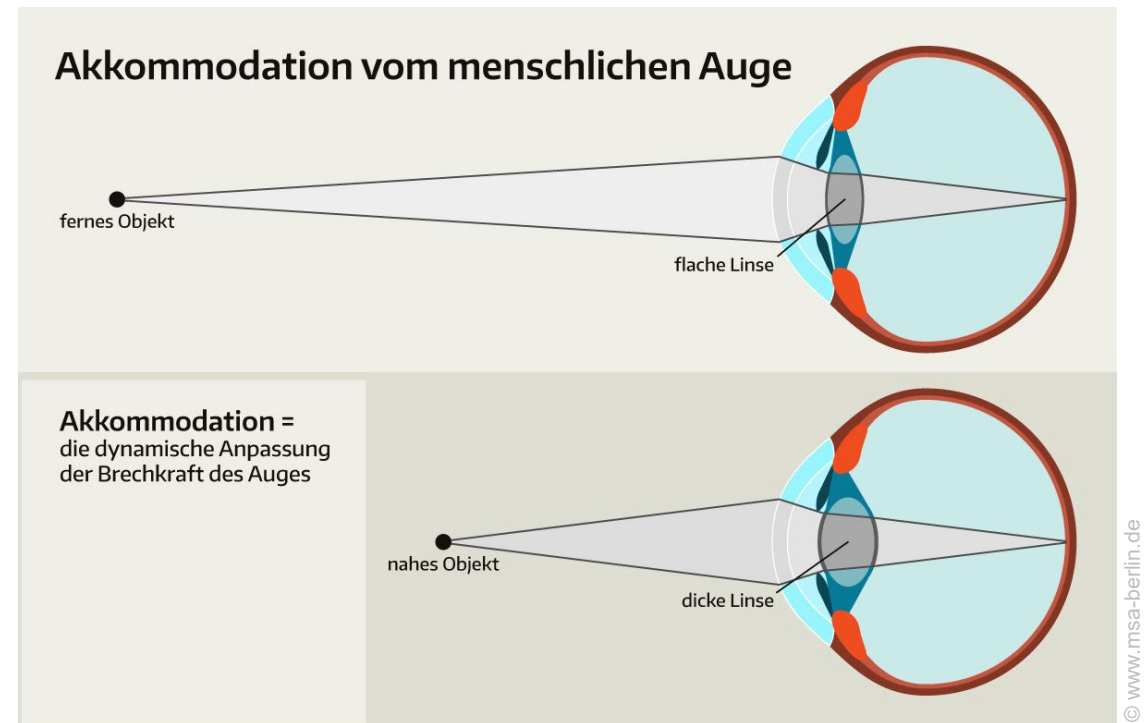 Akkommodation vom menschlichen Auge
fernes Objekt
flache Linse
Akkommodation =
die dynamische Anpassung
der Brechkraft des Auges
nahes Objekt
dicke Linse
© www.msa-berlin.de